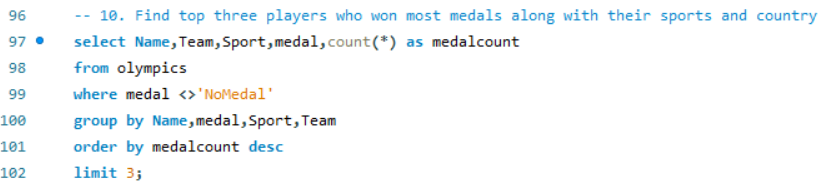 96 -- 10. Find top three players who won most medals along with their sports and country
97 select Name,Team,Sport,medal,count(*) as medalcount
98 from olympics
99 where medal <>'NoMedal'
100 group by Name,medal,Sport,Team
101 order by medalcount desc
102 limit 3;